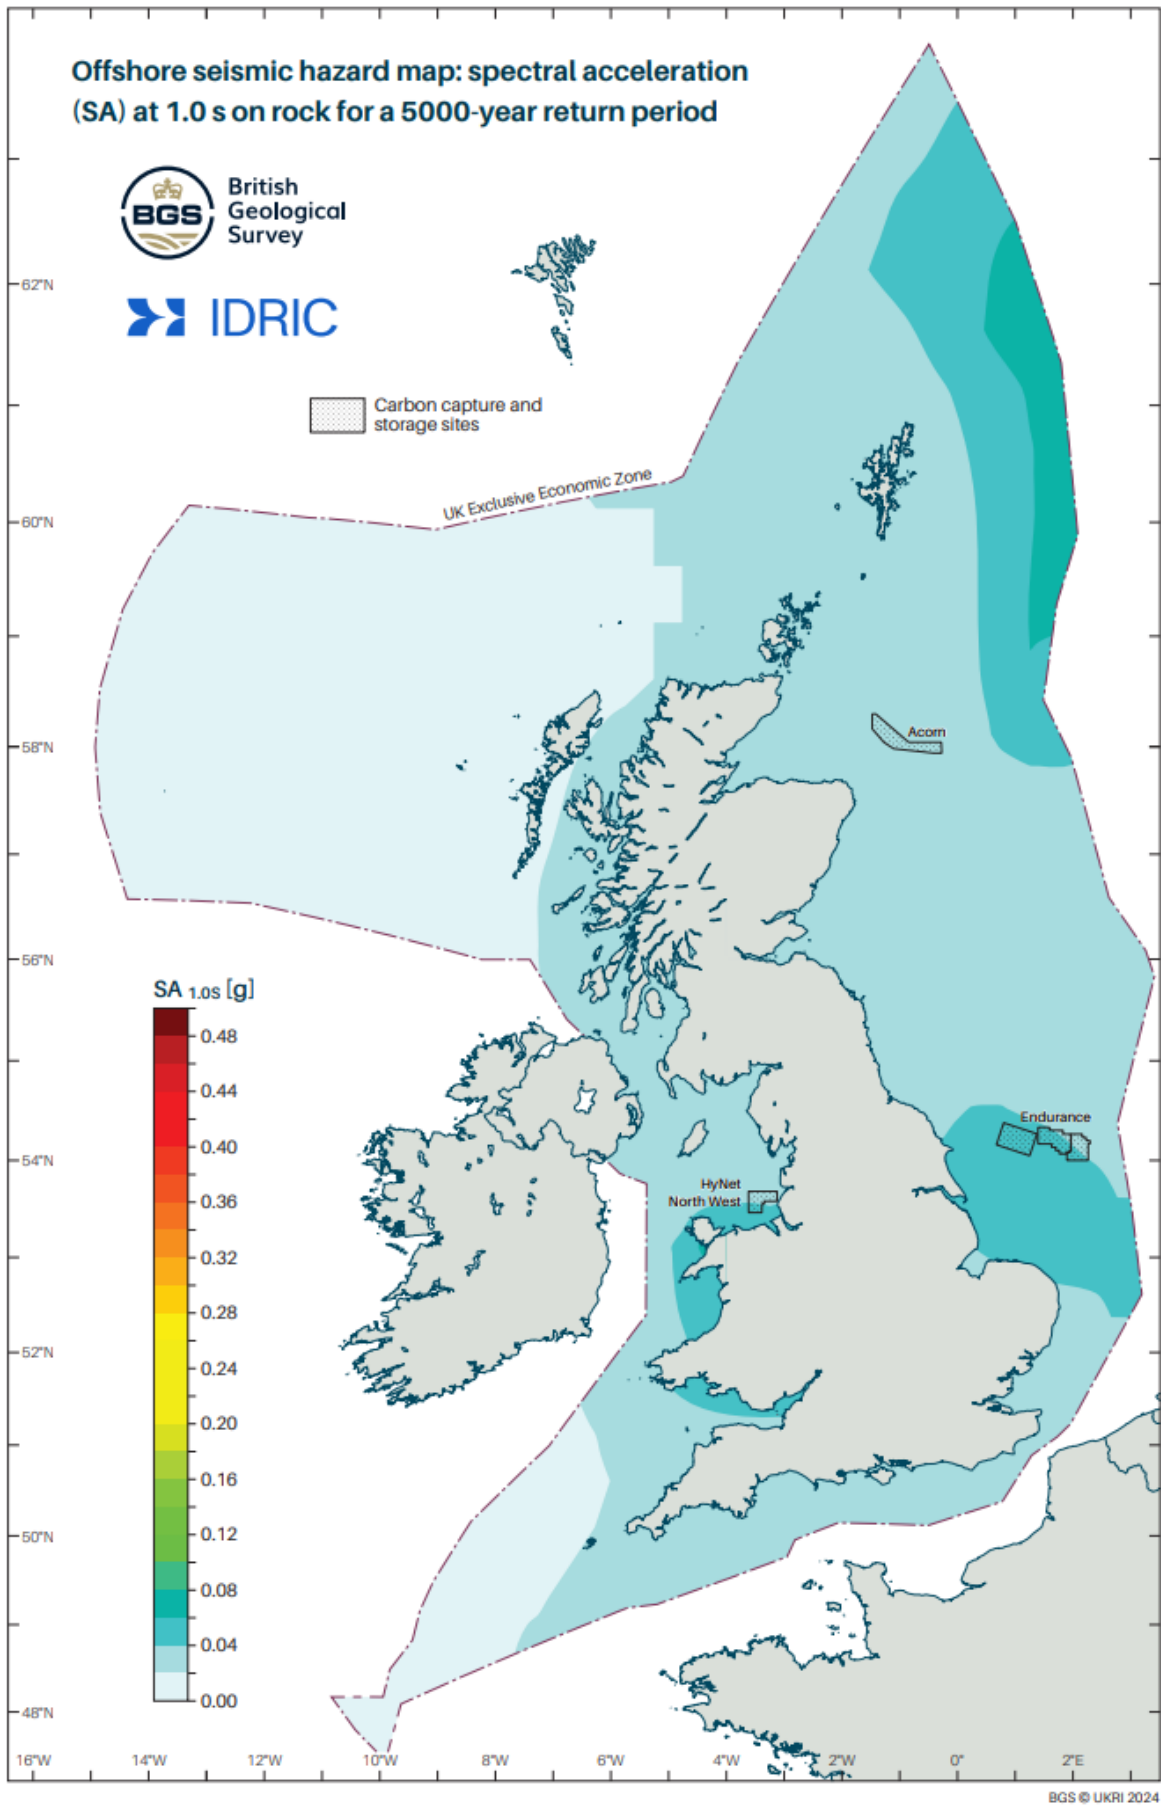 Offshore seismic hazard map: spectral acceleration
(SA) at 1.0 s on rock for a 5000-year return period
BGS
British
Geological
Survey
IDRIC
Carbon capture and
storage sites
UK Exclusive Economic Zone
62°N
60°N
58°N
56°N
54°N
52°N
50°N
48°N
Acorn
Endurance
HyNet
North West
SA 1.0S [g]
0.48
0.44
0.40
0.36
0.32
0.28
0.24
0.20
0.16
0.12
0.08
0.04
0.00
16°W 14°W 12°W 10°W 8°W 6°W 4°W 2°W 0° 2°E
BGS © UKRI 2024